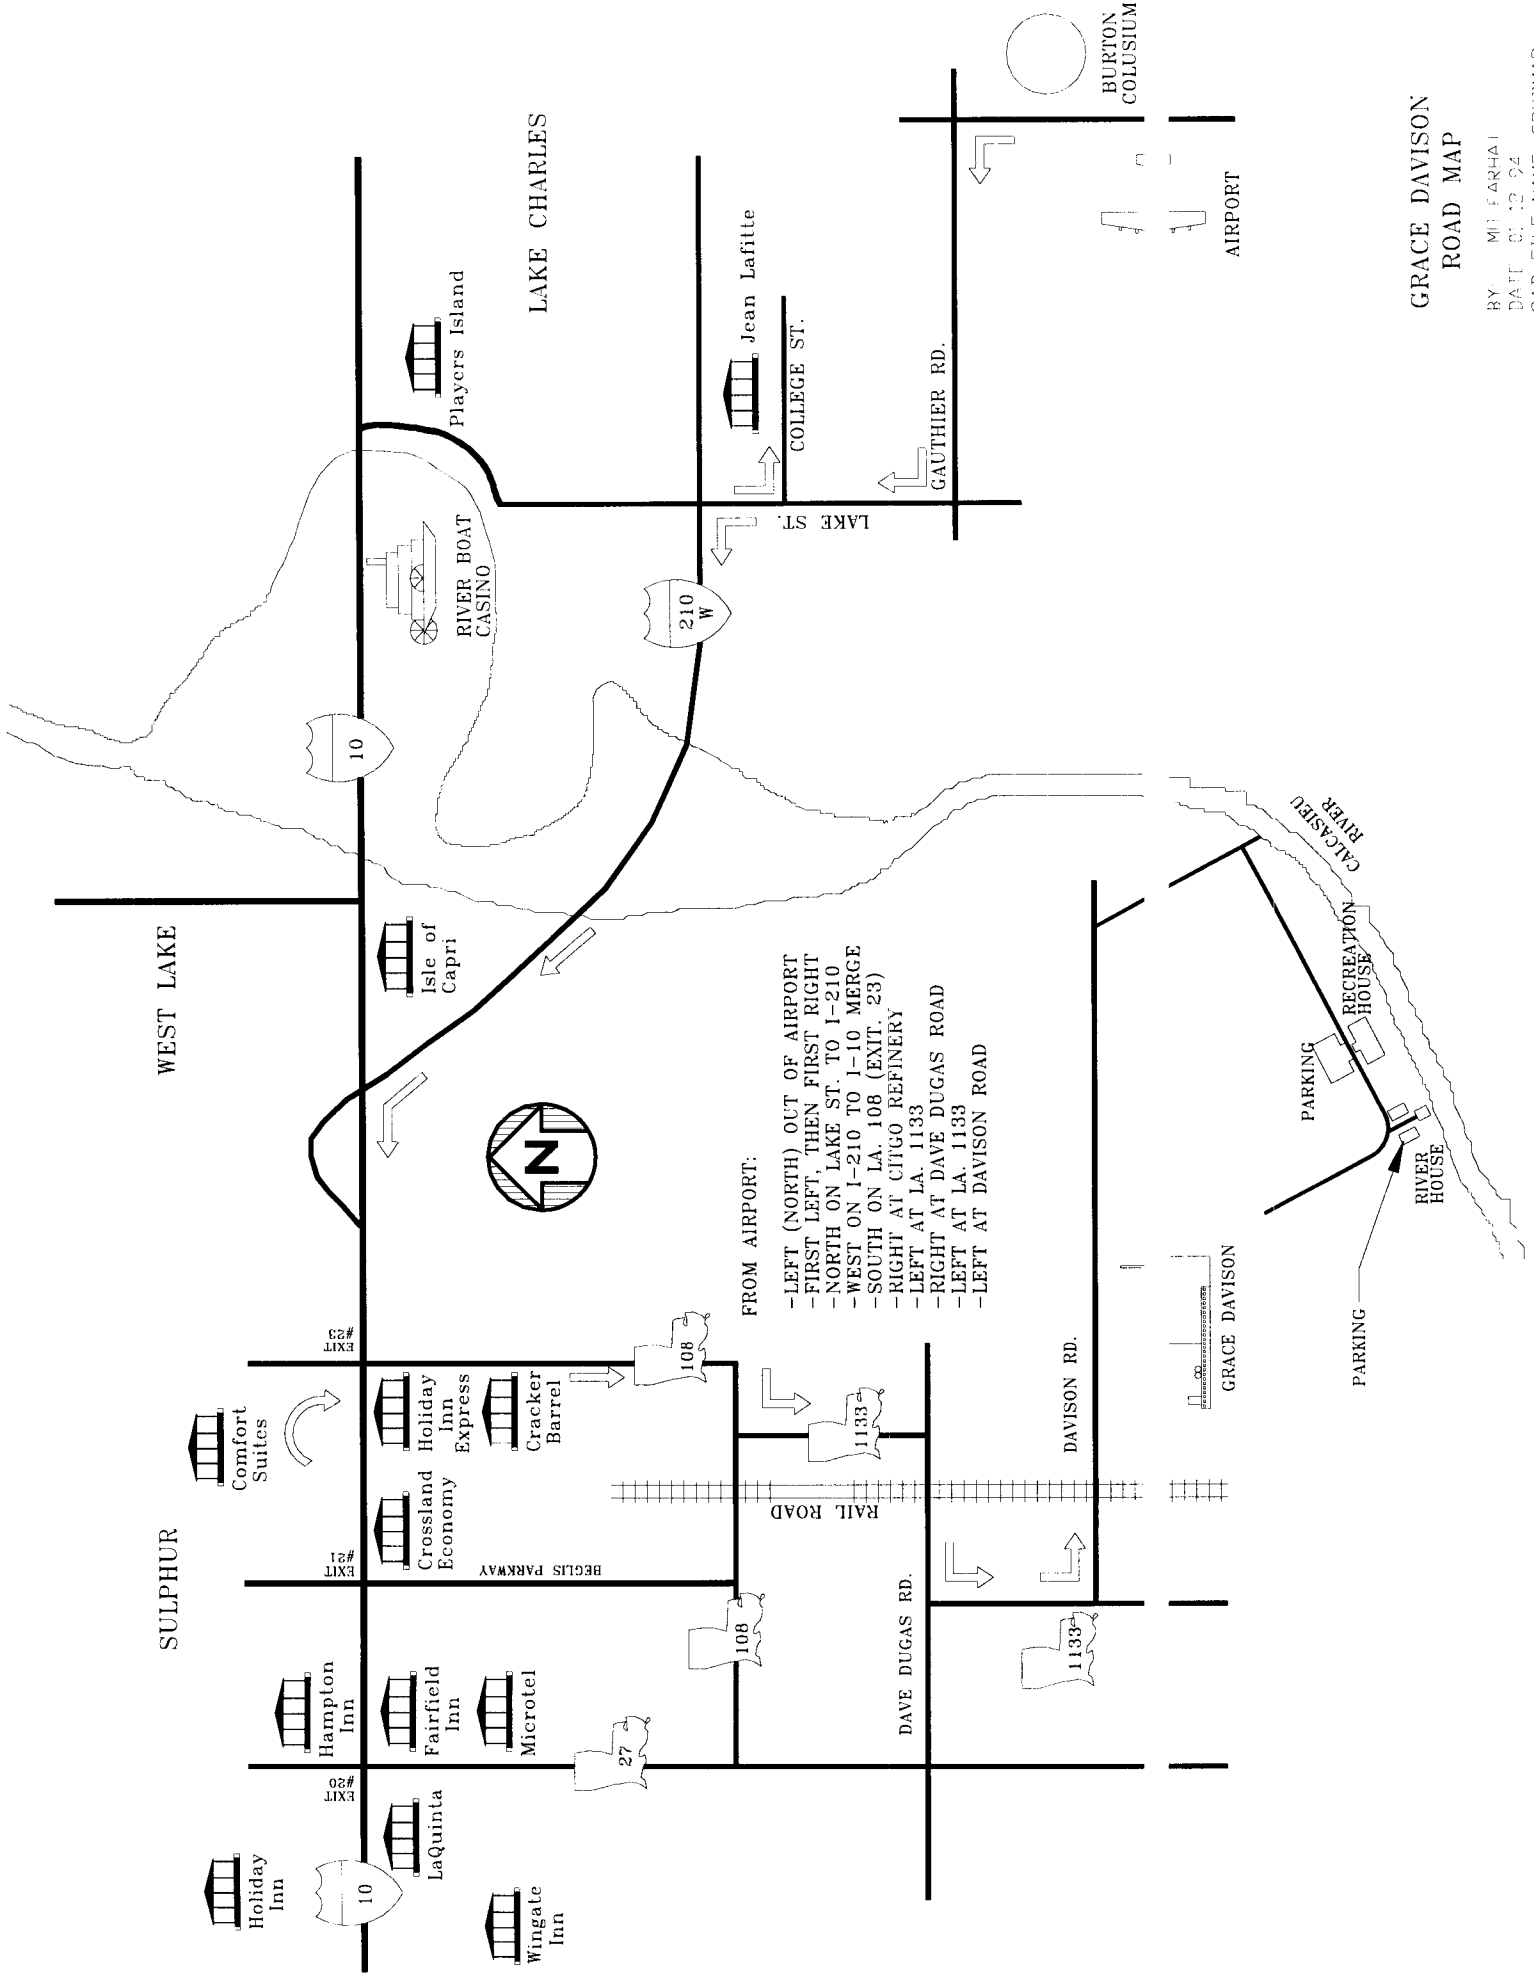 SULPHUR
WEST LAKE
LAKE CHARLES
Holiday
Inn
10
LaQuinta
Wingate
Inn
EXIT
#20
Hampton
Inn
Fairfield
Inn
Microtel
27
EXIT
#21
BEGLIS PARKWAY
Crossland
Economy
Comfort
Suites
EXIT
#23
Holiday
Inn
Express
Cracker
Barrel
108
108
1133
RAIL ROAD
DAVE DUGAS RD.
1133
DAVISON RD.
Isle of
Capri
10
RIVER BOAT
CASINO
Players Island
210
W
Jean Lafitte
COLLEGE ST.
LAKE ST.
GAUTHIER RD.
BURTON
COLUSIUM
AIRPORT
FROM AIRPORT:
-LEFT (NORTH) OUT OF AIRPORT
-FIRST LEFT, THEN FIRST RIGHT
-NORTH ON LAKE ST. TO I-210
-WEST ON I-210 TO I-10 MERGE
-SOUTH ON LA. 108 (EXIT. 23)
-RIGHT AT CITGO REFINERY
-LEFT AT LA. 1133
-RIGHT AT DAVE DUGAS ROAD
-LEFT AT LA. 1133
-LEFT AT DAVISON ROAD
N
GRACE DAVISON
PARKING
RIVER
HOUSE
PARKING
RECREATION
HOUSE
CALCASIEU
RIVER
GRACE DAVISON
ROAD MAP
BY:
DATE